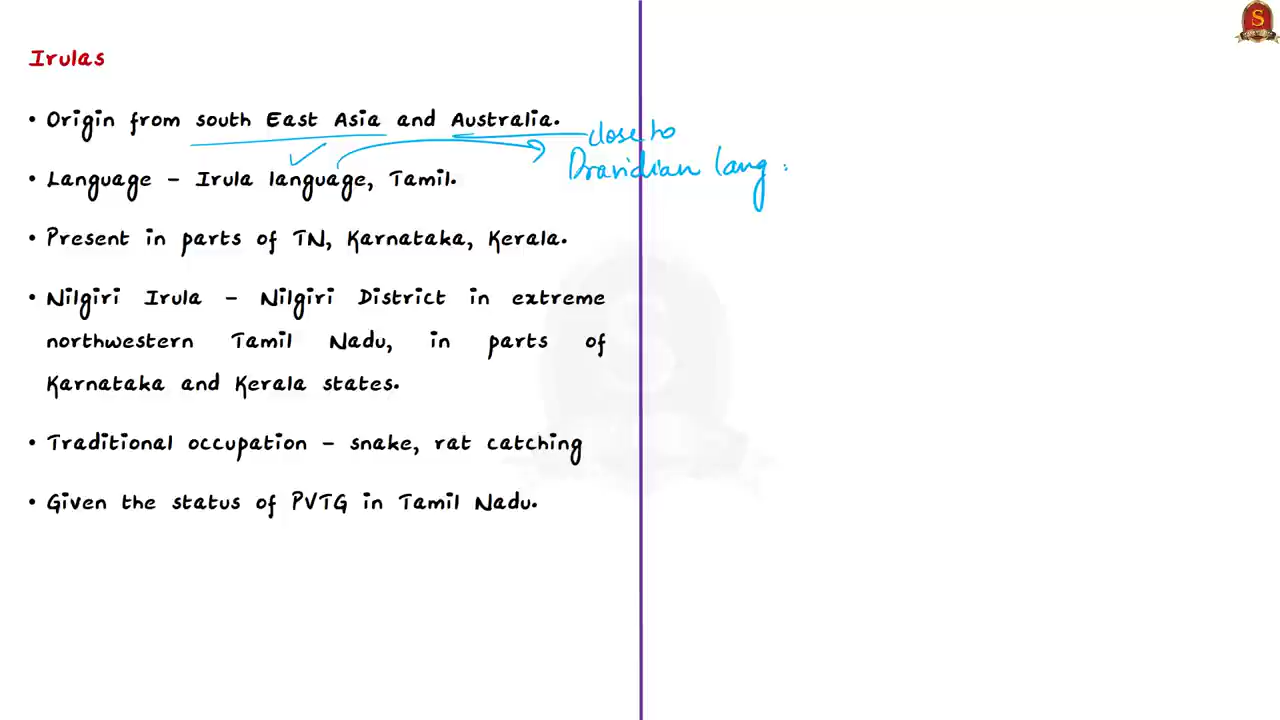 S
Irulas
• Origin from south East Asia and Australia.
close to
Dravidian lang.
• Language - Irula language, Tamil.
• Present in parts of TN, Karnataka, Kerala.
• Nilgiri Irula - Nilgiri District in extreme
northwestern Tamil Nadu, in parts of
Karnataka and Kerala states.
• Traditional occupation - snake, rat catching
• Given the status of PVTG in Tamil Nadu.